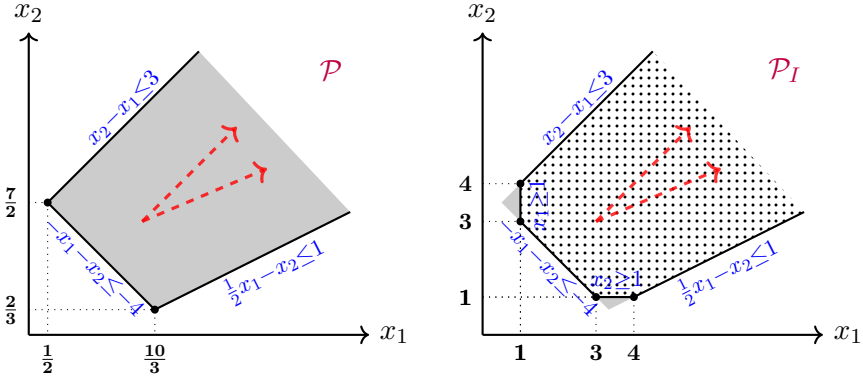 x₂
𝒫
x₂−x₁≤3
7/2
−x₁−x₂≤−4
1/2x₁−x₂≤1
2/3
x₁
1/2
10/3
x₂
𝒫_I
x₂−x₁≤3
4
x₁≥1
3
−x₁−x₂≤−4
x₂≥1
1/2x₁−x₂≤1
1
x₁
1
3
4